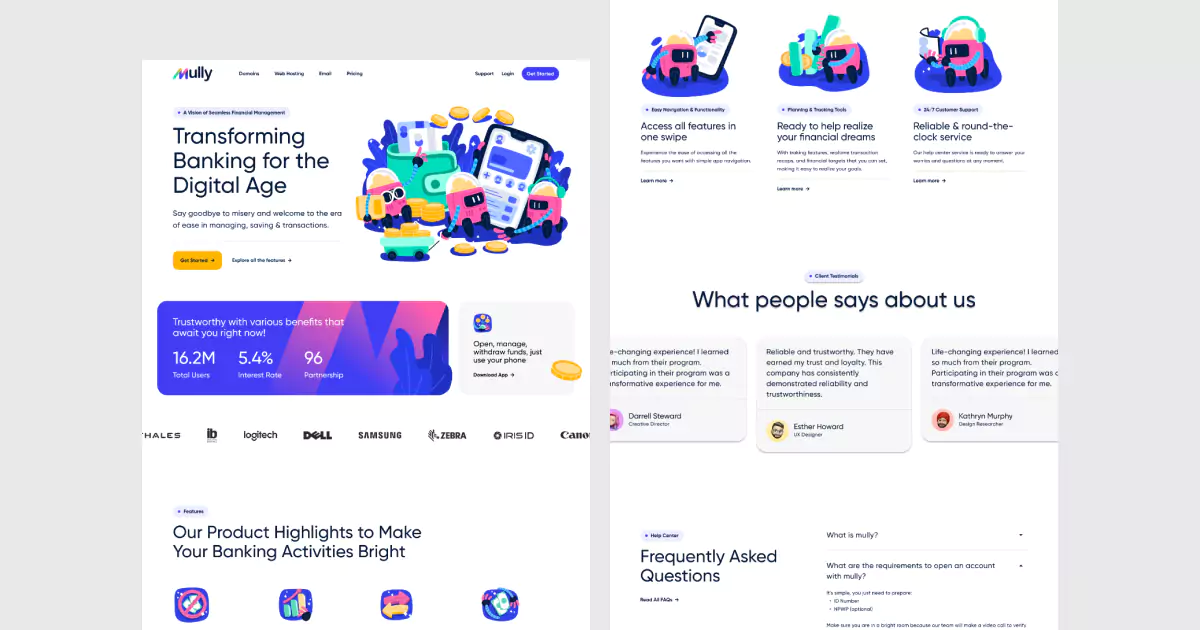 Mully
Domains
Web Hosting
Email
Pricing
Support
Login
Get Started
A Vision of Seamless Financial Management
Transforming
Banking for the
Digital Age
Say goodbye to misery and welcome to the era
of ease in managing, saving & transactions.
Get Started →
Explore all the features →
Trustworthy with various benefits that
await you right now!
16.2M
5.4%
96
Total Users
Interest Rate
Partnership
Open, manage,
withdraw funds, just
use your phone
Download App →
THALES
ib
logitech
DELL
SAMSUNG
ZEBRA
IRIS ID
Canon
Features
Our Product Highlights to Make
Your Banking Activities Bright
Easy Navigation & Functionality
Access all features in
one swipe
Experience the ease of accessing all the
features you want with simple app navigation.
Learn more →
Planning & Tracking Tools
Ready to help realize
your financial dreams
With tracking features, realtime transaction
recaps, and financial targets that you can set,
making it easy to realize your goals.
Learn more →
24/7 Customer Support
Reliable & round-the-
clock service
Our help center service is ready to answer your
worries and questions at any moment.
Learn more →
Client Testimonials
What people says about us
e-changing experience! I learned
much from their program.
rticipating in their program was a
ansformative experience for me.
Darrell Steward
Creative Director
Reliable and trustworthy. They have
earned my trust and loyalty. This
company has consistently
demonstrated reliability and
trustworthiness.
Esther Howard
UX Designer
Life-changing experience! I learned
so much from their program.
Participating in their program was a
transformative experience for me.
Kathryn Murphy
Design Researcher
Help Center
Frequently Asked
Questions
Read All FAQs →
What is mully?
What are the requirements to open an account
with mully?
It's simple, you just need to prepare:
• ID Number
• NPWP (optional)
Make sure you are in a bright room because our team will make a video call to verify